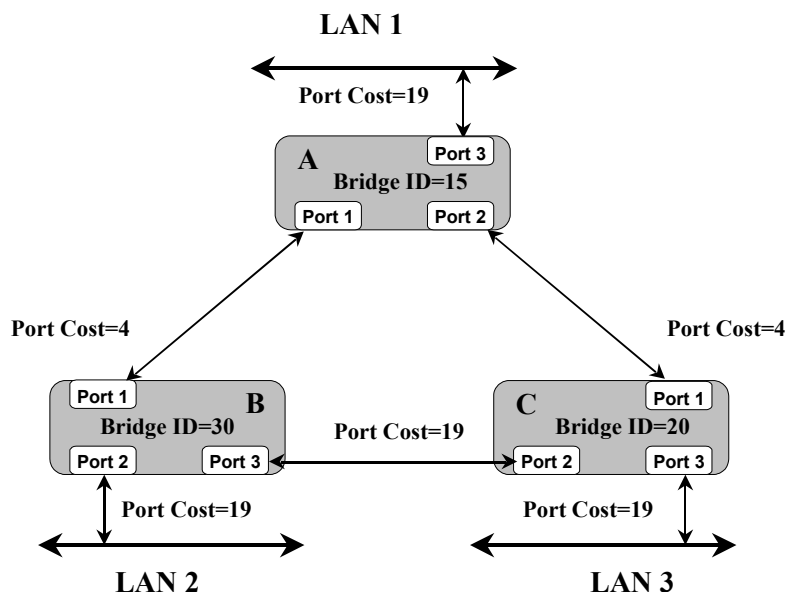 LAN 1
Port Cost=19
Port 3
A
Bridge ID=15
Port 1
Port 2
Port Cost=4
Port Cost=4
Port 1
B
Bridge ID=30
Port 2
Port 3
Port Cost=19
C
Port 1
Bridge ID=20
Port 2
Port 3
Port Cost=19
Port Cost=19
LAN 2
LAN 3